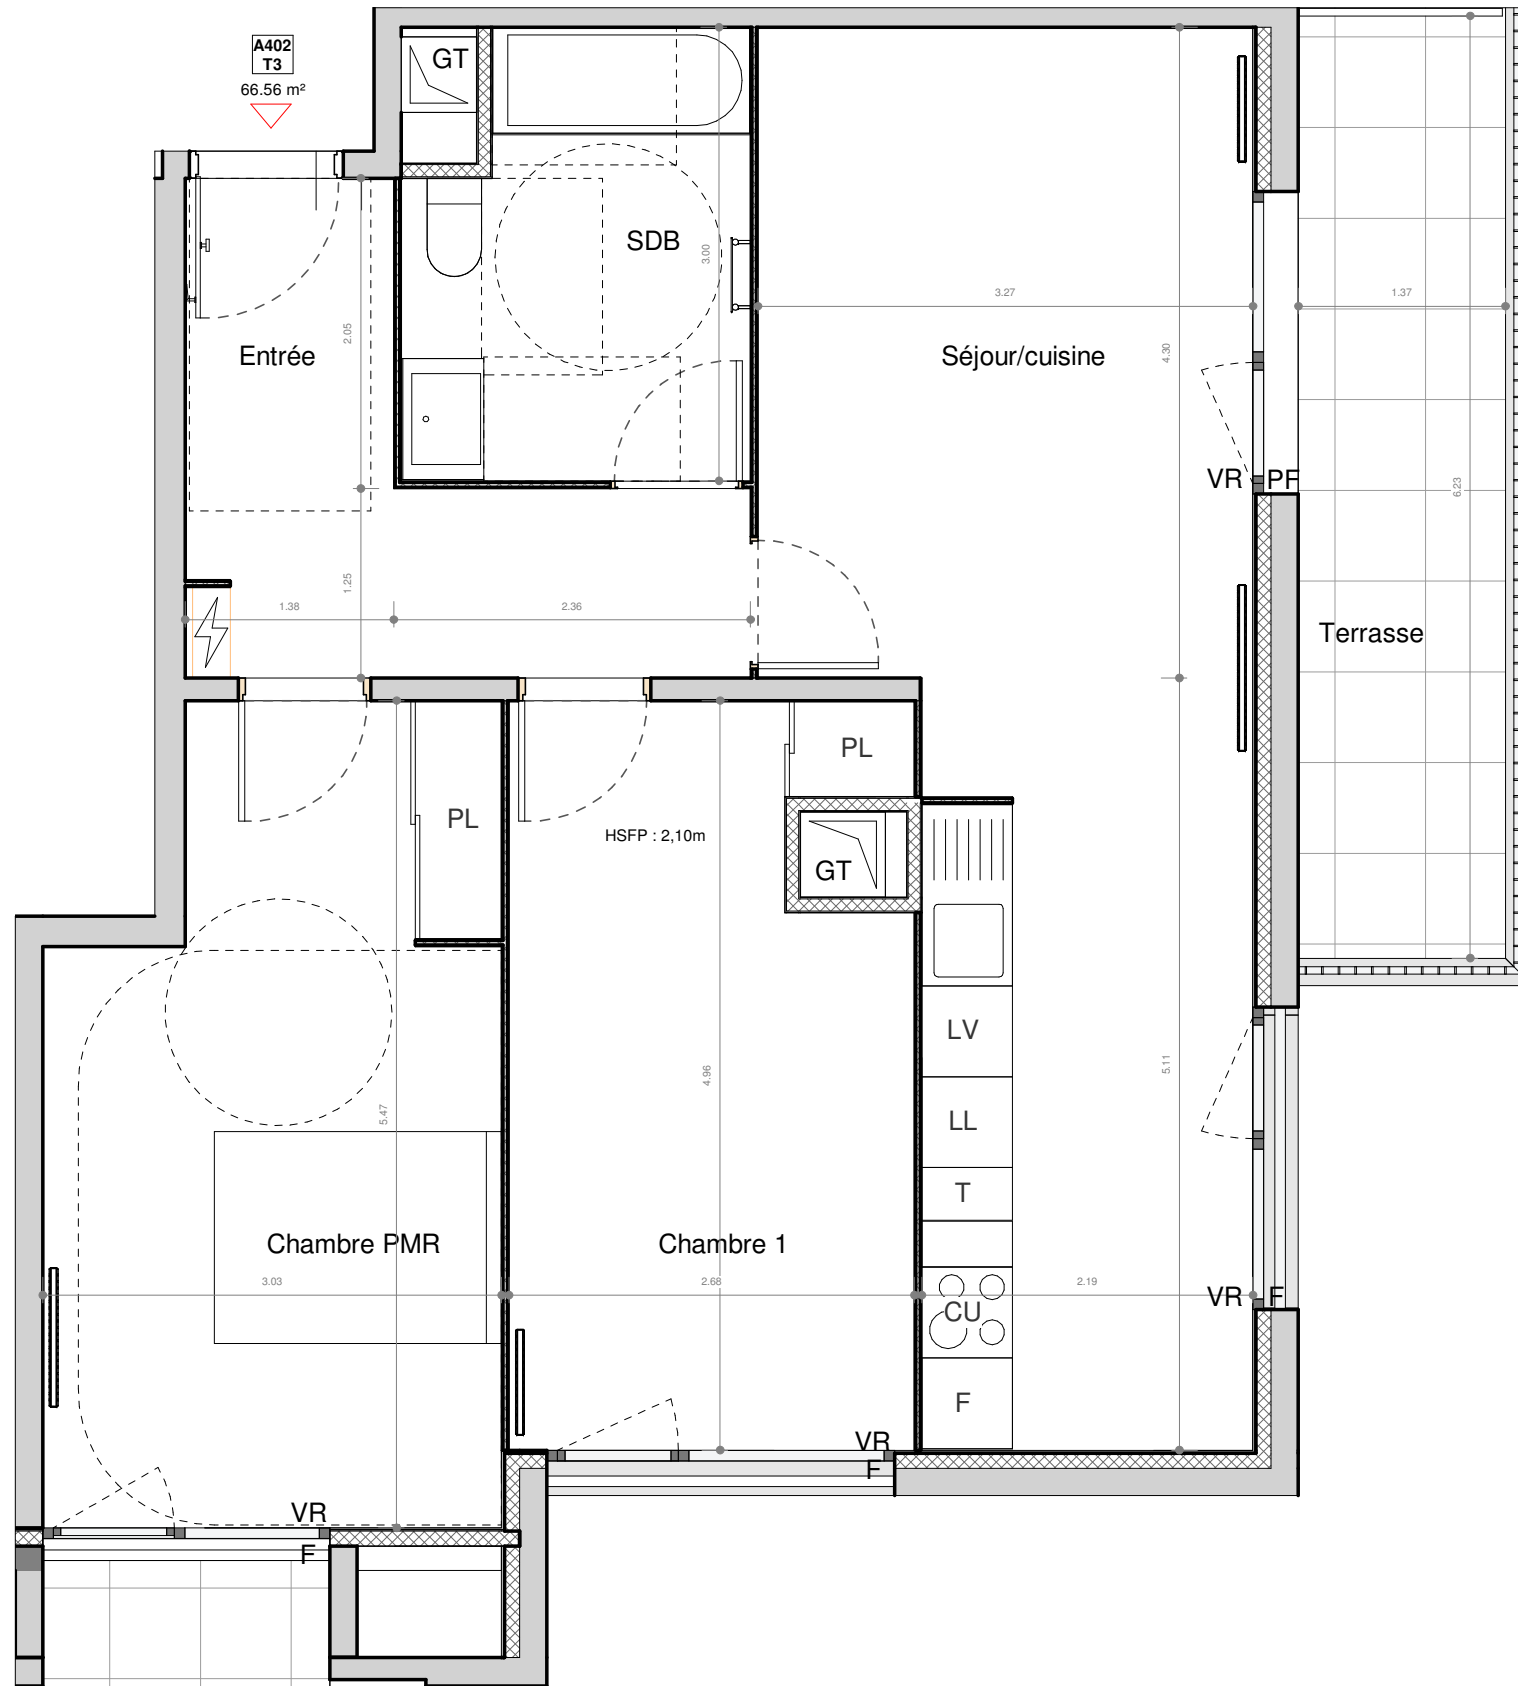 A402
T3
66.56 m²
GT
SDB
3.00
3.27
1.37
2.05
Entrée
Séjour/cuisine
4.30
VR
PF
6.23
1.25
1.38
2.36
Terrasse
PL
PL
HSFP : 2,10m
GT
LV
4.96
5.11
5.47
LL
T
Chambre PMR
Chambre 1
3.03
2.68
2.19
VR
F
CU
F
VR
F
VR
F